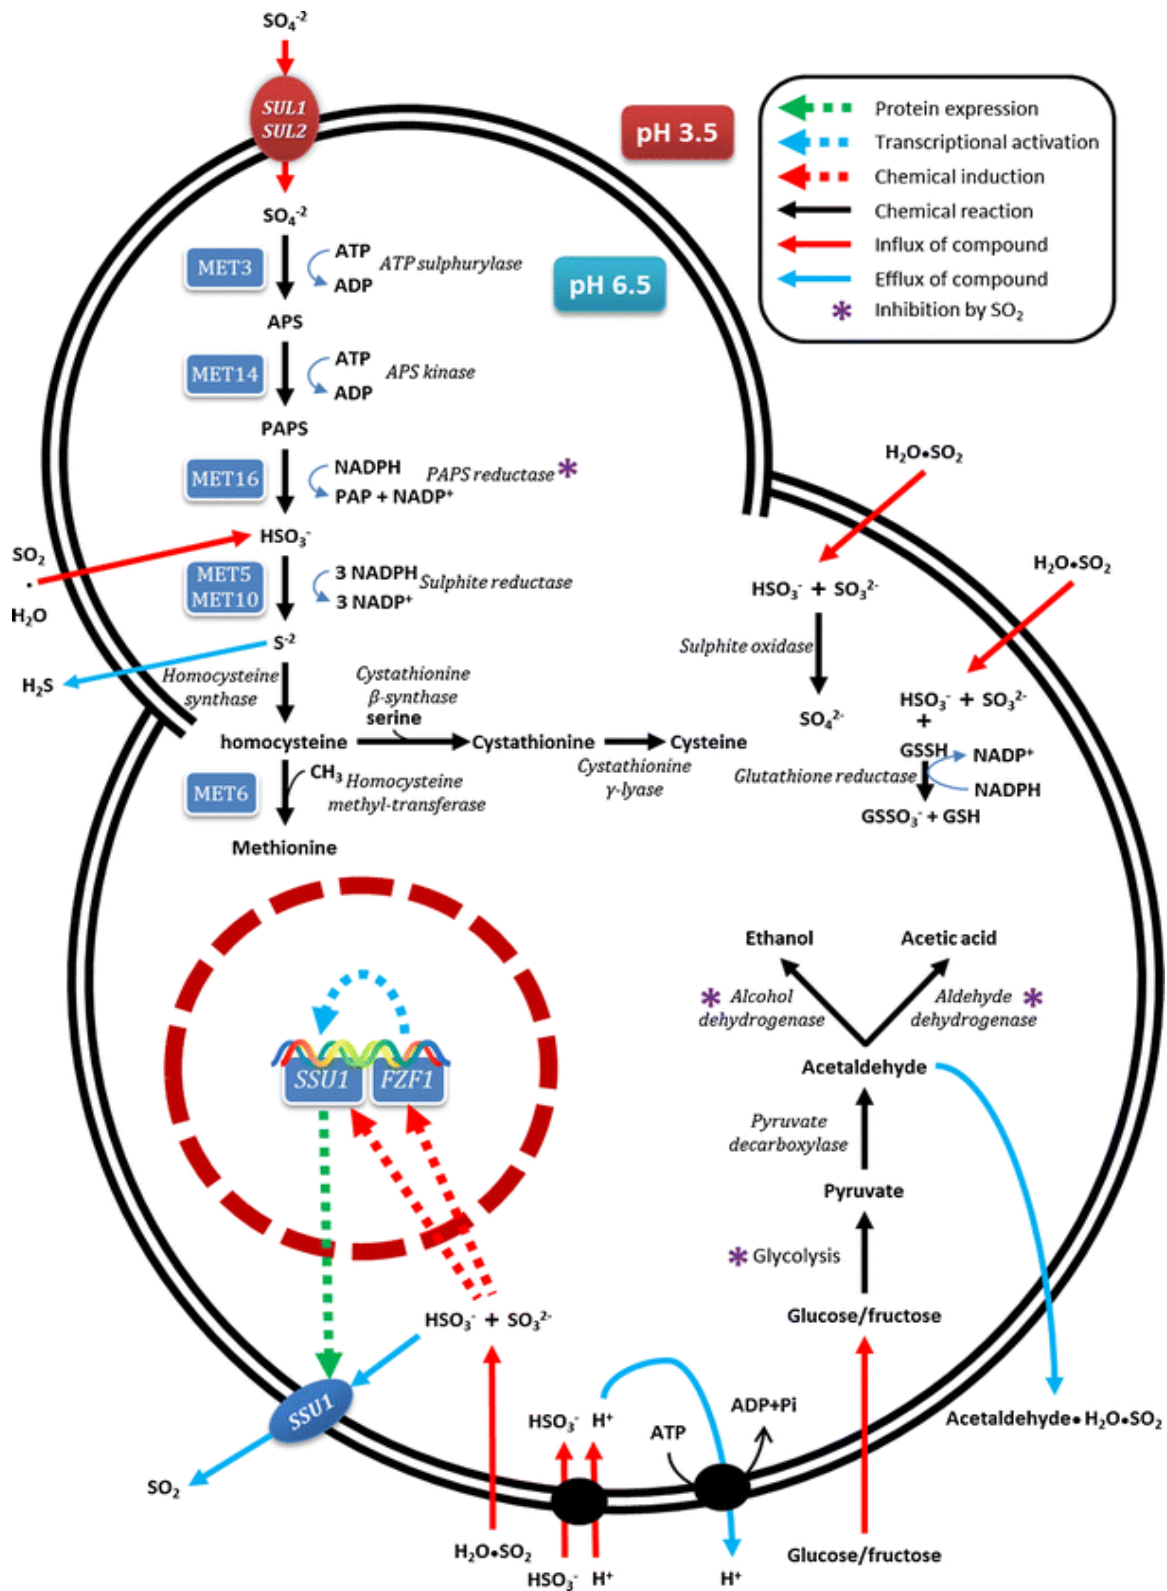 SO₄⁻²
SUL1
SUL2
pH 3.5
Protein expression
Transcriptional activation
Chemical induction
Chemical reaction
Influx of compound
Efflux of compound
* Inhibition by SO₂
SO₄⁻²
MET3
ATP
ADP
ATP sulphurylase
pH 6.5
APS
MET14
ATP
ADP
APS kinase
PAPS
MET16
NADPH
PAP + NADP⁺
PAPS reductase *
HSO₃⁻
SO₂
•
H₂O
MET5
MET10
3 NADPH
3 NADP⁺
Sulphite reductase
S⁻²
H₂S
Homocysteine
synthase
Cystathionine
β-synthase
serine
homocysteine
Cystathionine
Cysteine
Cystathionine
γ-lyase
MET6
CH₃
Homocysteine
methyl-transferase
Methionine
H₂O•SO₂
HSO₃⁻ + SO₃²⁻
Sulphite oxidase
SO₄²⁻
H₂O•SO₂
HSO₃⁻ + SO₃²⁻
+
GSSH
NADP⁺
Glutathione reductase
NADPH
GSSO₃⁻ + GSH
Ethanol
Acetic acid
* Alcohol
dehydrogenase
Aldehyde *
dehydrogenase
Acetaldehyde
Pyruvate
decarboxylase
Pyruvate
* Glycolysis
Glucose/fructose
SSU1
FZF1
HSO₃⁻ + SO₃²⁻
SSU1
SO₂
H₂O•SO₂
HSO₃⁻ H⁺
HSO₃⁻ H⁺
ATP
ADP+Pi
H⁺
Acetaldehyde•H₂O•SO₂
Glucose/fructose